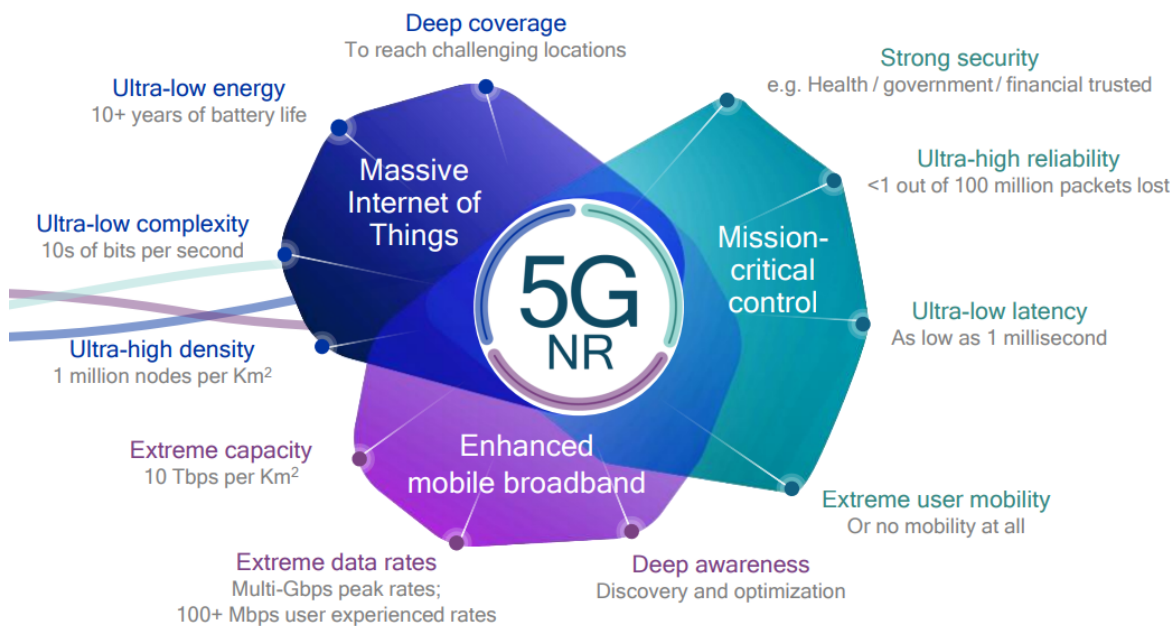 Deep coverage
To reach challenging locations
Ultra-low energy
10+ years of battery life
Ultra-low complexity
10s of bits per second
Ultra-high density
1 million nodes per Km²
Massive
Internet of
Things
5G
NR
Strong security
e.g. Health / government / financial trusted
Ultra-high reliability
<1 out of 100 million packets lost
Mission-
critical
control
Ultra-low latency
As low as 1 millisecond
Extreme user mobility
Or no mobility at all
Enhanced
mobile broadband
Extreme capacity
10 Tbps per Km²
Extreme data rates
Multi-Gbps peak rates;
100+ Mbps user experienced rates
Deep awareness
Discovery and optimization